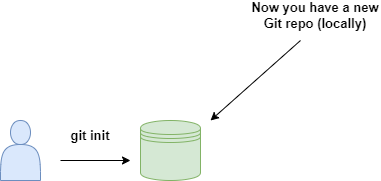 Now you have a new
Git repo (locally)
git init